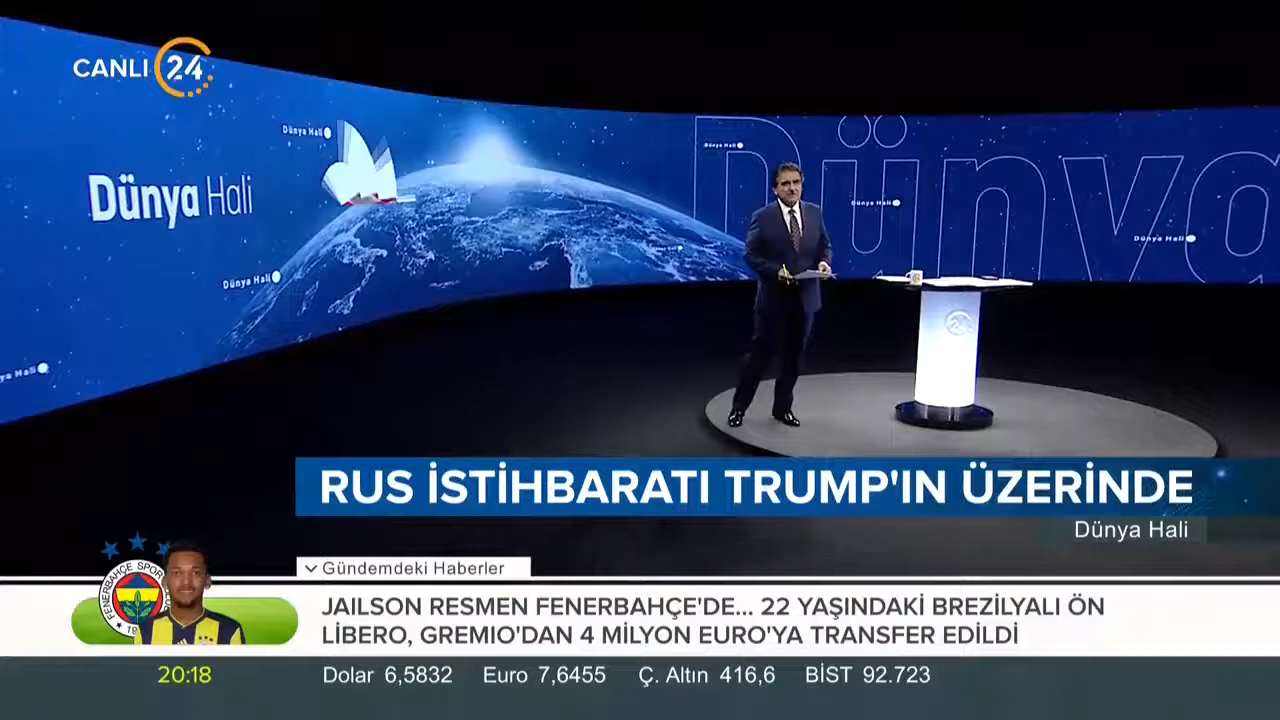 CANLI 24
Dünya Hali
Dünya Hali
Dünya Hali
Dünya Hali
Dünya
Dünya Hali
Dünya Hali
Dünya Hali
24
RUS İSTİHBARATI TRUMP'IN ÜZERİNDE
Dünya Hali
Gündemdeki Haberler
FENERBAHÇE SPOR
JAILSON RESMEN FENERBAHÇE'DE... 22 YAŞINDAKİ BREZİLYALI ÖN
LİBERO, GREMIO'DAN 4 MİLYON EURO'YA TRANSFER EDİLDİ
20:18 Dolar 6,5832 Euro 7,6455 Ç. Altın 416,6 BİST 92.723